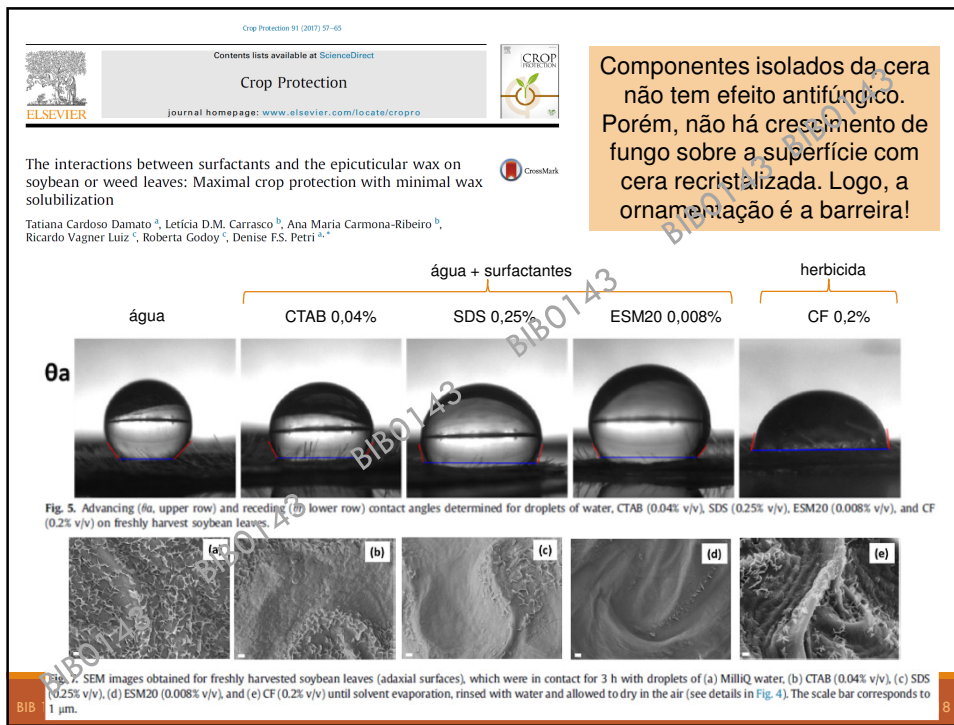 Crop Protection 91 (2017) 57–65
Contents lists available at ScienceDirect
Crop Protection
journal homepage: www.elsevier.com/locate/cropro
ELSEVIER
CROP
PROTECTION
The interactions between surfactants and the epicuticular wax on
soybean or weed leaves: Maximal crop protection with minimal wax
solubilization
CrossMark
Tatiana Cardoso Damato a, Letícia D.M. Carrasco b, Ana Maria Carmona-Ribeiro b,
Ricardo Vagner Luiz c, Roberta Godoy c, Denise F.S. Petri a, *
Componentes isolados da cera
não tem efeito antifúngico.
Porém, não há crescimento de
fungo sobre a superfície com
cera recristalizada. Logo, a
ornamentação é a barreira!
água + surfactantes
herbicida
água
CTAB 0,04%
SDS 0,25%
ESM20 0,008%
CF 0,2%
θa
Fig. 5. Advancing (θa, upper row) and receding (θr lower row) contact angles determined for droplets of water, CTAB (0.04% v/v), SDS (0.25% v/v), ESM20 (0.008% v/v), and CF
(0.2% v/v) on freshly harvest soybean leaves.
(a)
(b)
(c)
(d)
(e)
Fig. 7. SEM images obtained for freshly harvested soybean leaves (adaxial surfaces), which were in contact for 3 h with droplets of (a) MilliQ water, (b) CTAB (0.04% v/v), (c) SDS
(0.25% v/v), (d) ESM20 (0.008% v/v), and (e) CF (0.2% v/v) until solvent evaporation, rinsed with water and allowed to dry in the air (see details in Fig. 4). The scale bar corresponds to
1 μm.
BIB
8
BIB0143
BIB0143
BIB0143
BIB0143
BIB0143
BIB0143